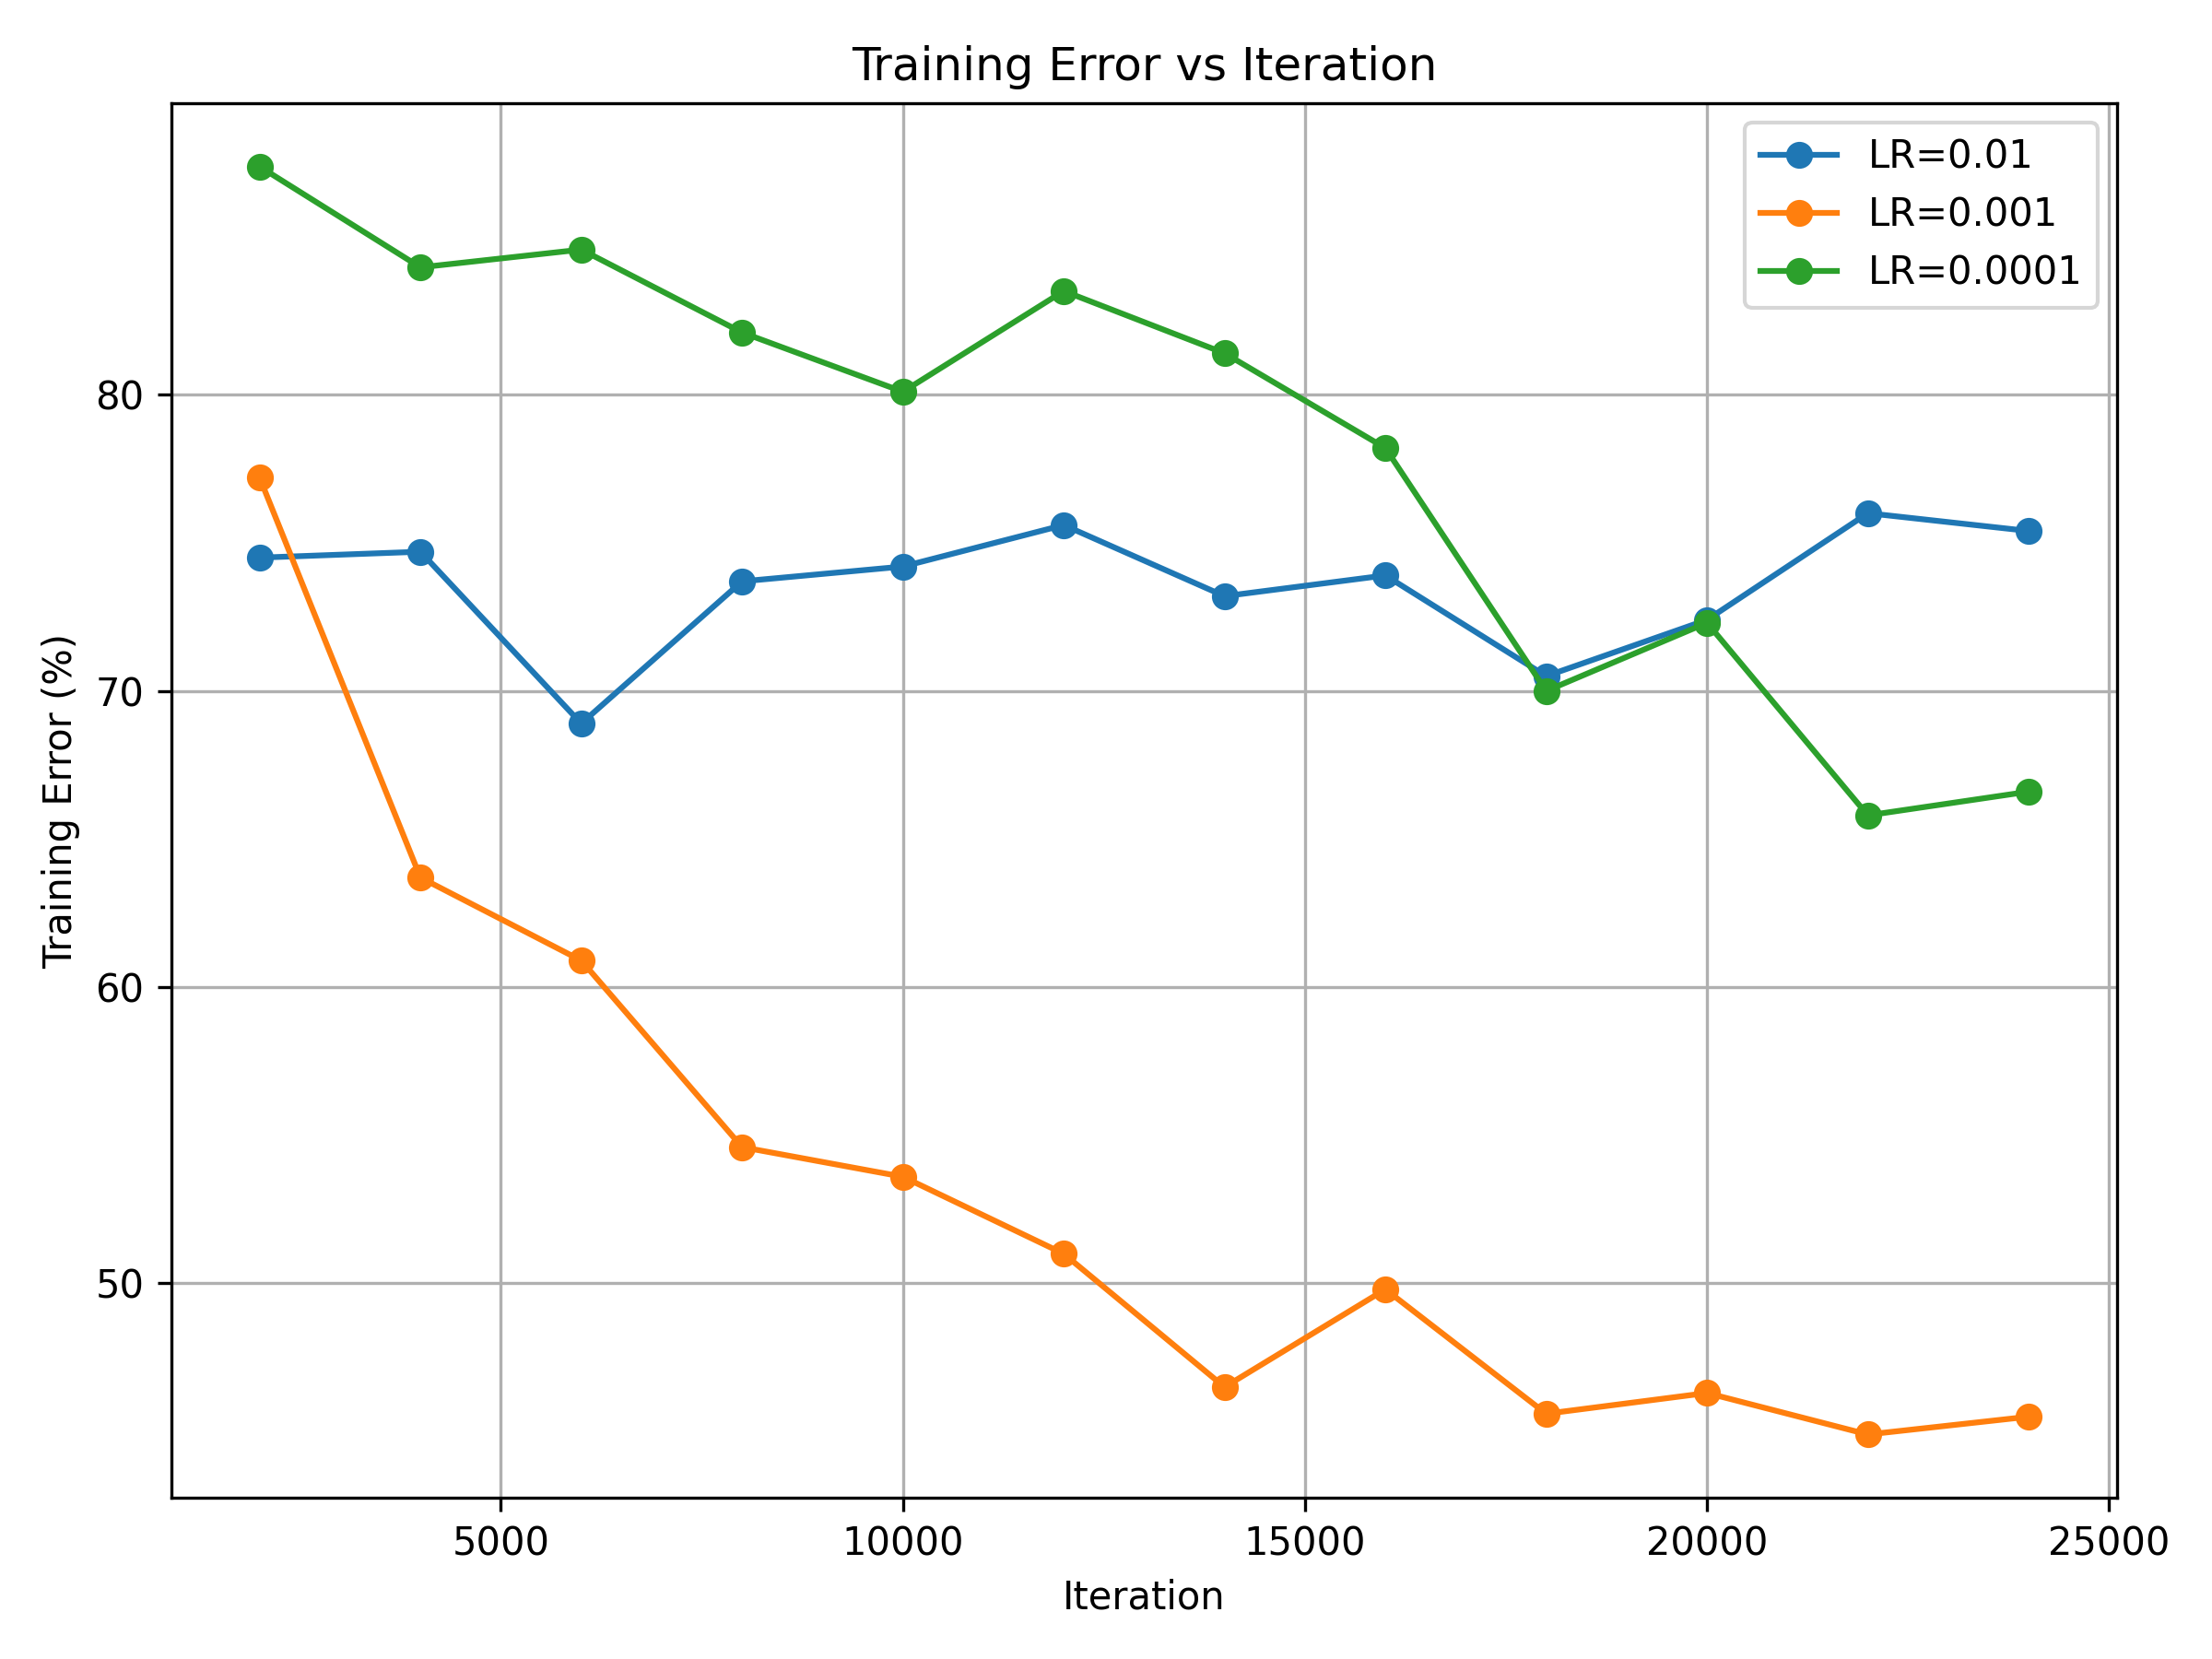 Training Error vs Iteration
LR=0.01
LR=0.001
LR=0.0001
Training Error (%)
80
70
60
50
5000 10000 15000 20000 25000
Iteration